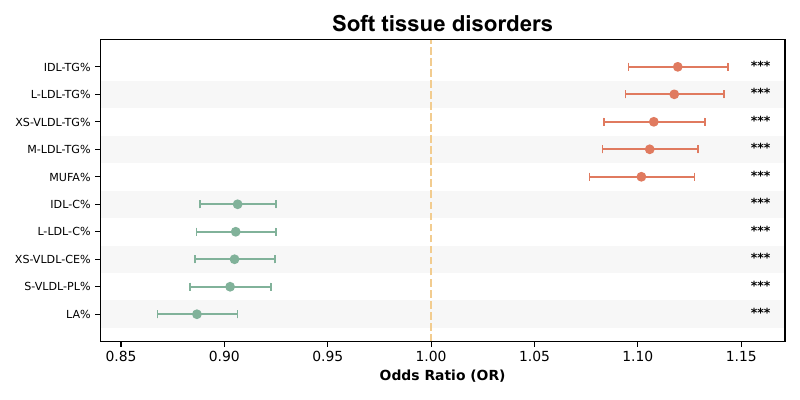 Soft tissue disorders
IDL-TG% ***
L-LDL-TG% ***
XS-VLDL-TG% ***
M-LDL-TG% ***
MUFA% ***
IDL-C% ***
L-LDL-C% ***
XS-VLDL-CE% ***
S-VLDL-PL% ***
LA% ***
0.85 0.90 0.95 1.00 1.05 1.10 1.15
Odds Ratio (OR)